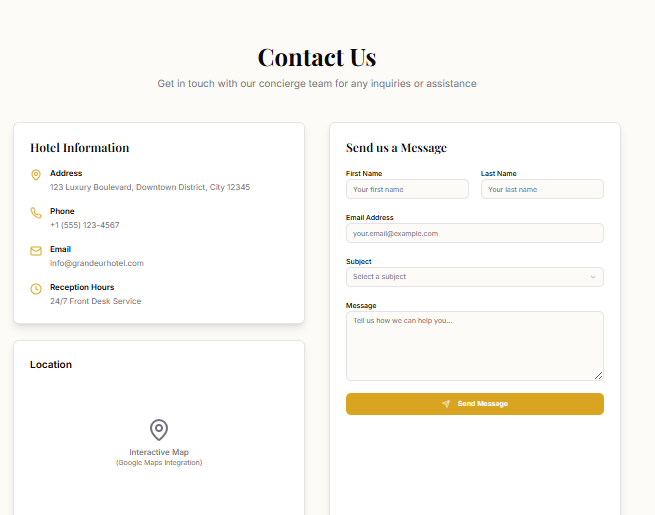 Contact Us
Get in touch with our concierge team for any inquiries or assistance
Hotel Information
Address
123 Luxury Boulevard, Downtown District, City 12345
Phone
+1 (555) 123-4567
Email
info@grandeurhotel.com
Reception Hours
24/7 Front Desk Service
Location
Interactive Map
(Google Maps Integration)
Send us a Message
First Name
Your first name
Last Name
Your last name
Email Address
your.email@example.com
Subject
Select a subject
Message
Tell us how we can help you...
Send Message